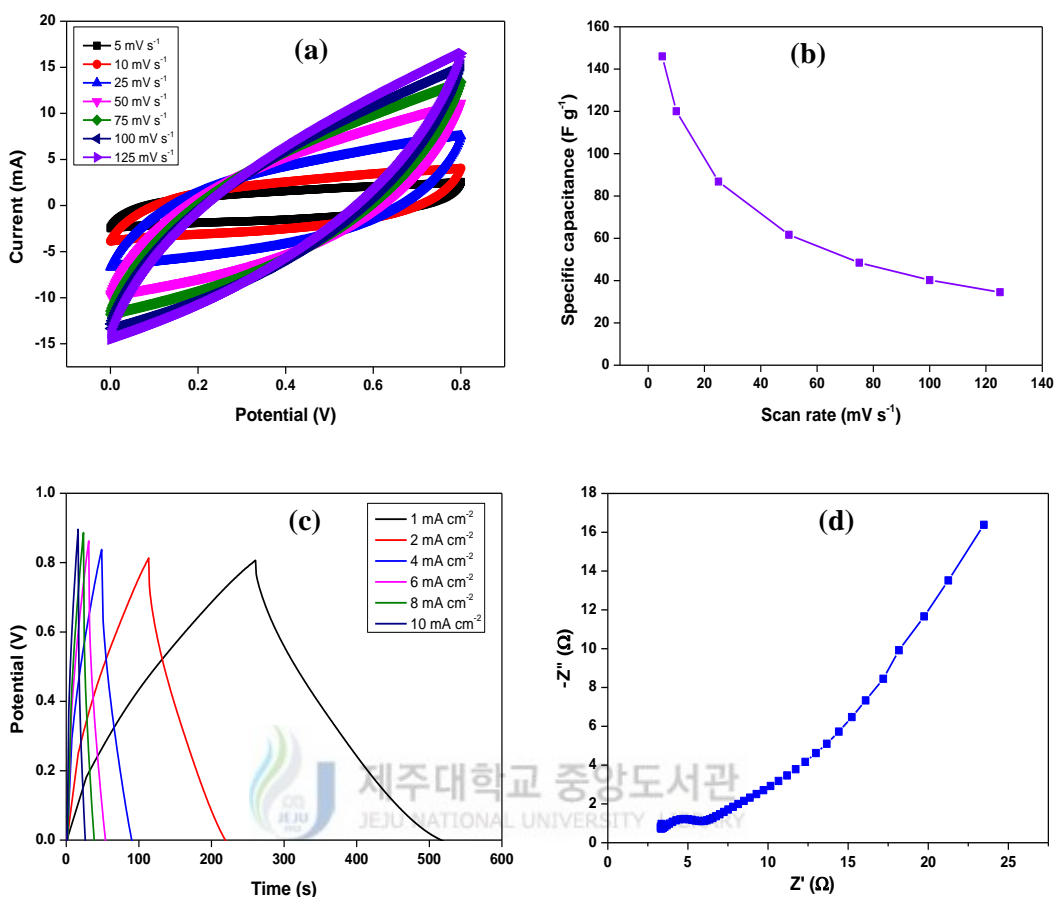 (a)
5 mV s⁻¹
10 mV s⁻¹
25 mV s⁻¹
50 mV s⁻¹
75 mV s⁻¹
100 mV s⁻¹
125 mV s⁻¹
20
15
10
5
0
-5
-10
-15
Current (mA)
0.0 0.2 0.4 0.6 0.8
Potential (V)
(b)
160
140
120
100
80
60
40
20
0
Specific capacitance (F g⁻¹)
0 20 40 60 80 100 120 140
Scan rate (mV s⁻¹)
(c)
1 mA cm⁻²
2 mA cm⁻²
4 mA cm⁻²
6 mA cm⁻²
8 mA cm⁻²
10 mA cm⁻²
1.0
0.8
0.6
0.4
0.2
0.0
Potential (V)
0 100 200 300 400 500 600
Time (s)
(d)
18
16
14
12
10
8
6
4
2
0
-Z'' (Ω)
0 5 10 15 20 25
Z' (Ω)
제주대학교 중앙도서관
JEJU NATIONAL UNIVERSITY LIBRARY
JEJU